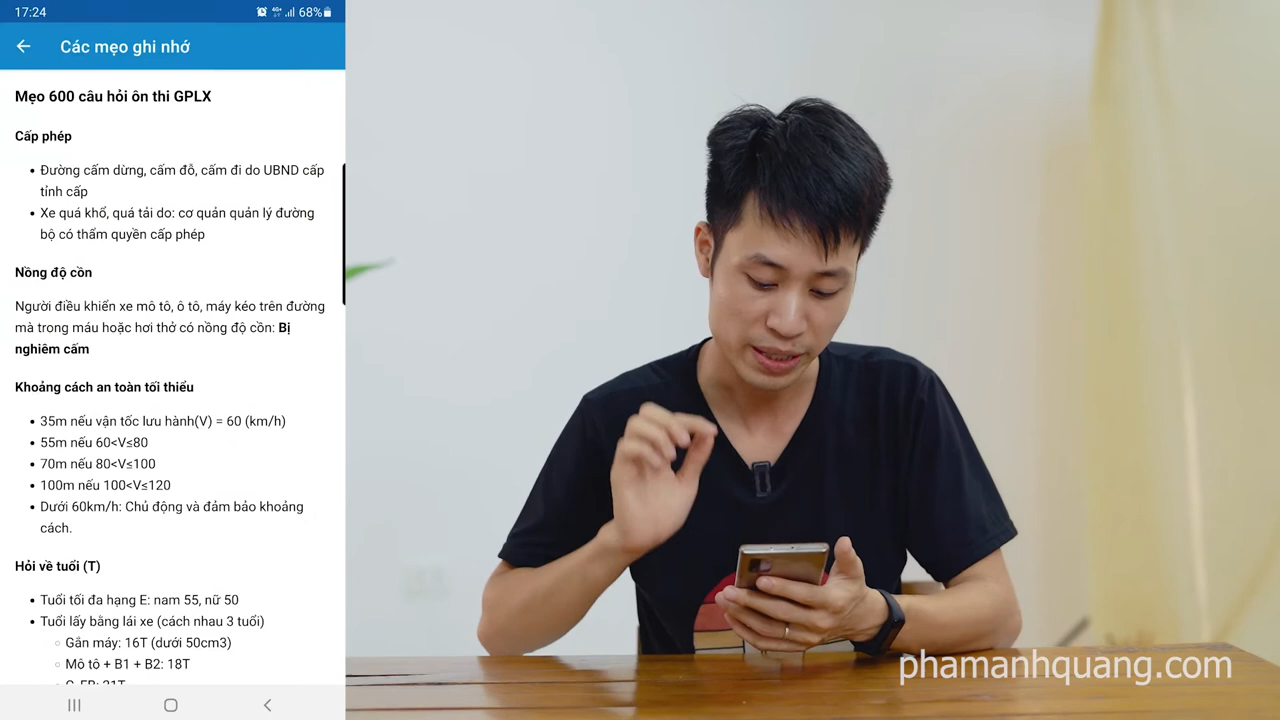 17:24
4G+
68%
Các mẹo ghi nhớ
Mẹo 600 câu hỏi ôn thi GPLX
Cấp phép
Đường cấm dừng, cấm đỗ, cấm đi do UBND cấp
tỉnh cấp
Xe quá khổ, quá tải do: cơ quản quản lý đường
bộ có thẩm quyền cấp phép
Nồng độ cồn
Người điều khiển xe mô tô, ô tô, máy kéo trên đường
mà trong máu hoặc hơi thở có nồng độ cồn: Bị
nghiêm cấm
Khoảng cách an toàn tối thiểu
35m nếu vận tốc lưu hành(V) = 60 (km/h)
55m nếu 60<V≤80
70m nếu 80<V≤100
100m nếu 100<V≤120
Dưới 60km/h: Chủ động và đảm bảo khoảng
cách.
Hỏi về tuổi (T)
Tuổi tối đa hạng E: nam 55, nữ 50
Tuổi lấy bằng lái xe (cách nhau 3 tuổi)
Gắn máy: 16T (dưới 50cm3)
Mô tô + B1 + B2: 18T
phamanhquang.com